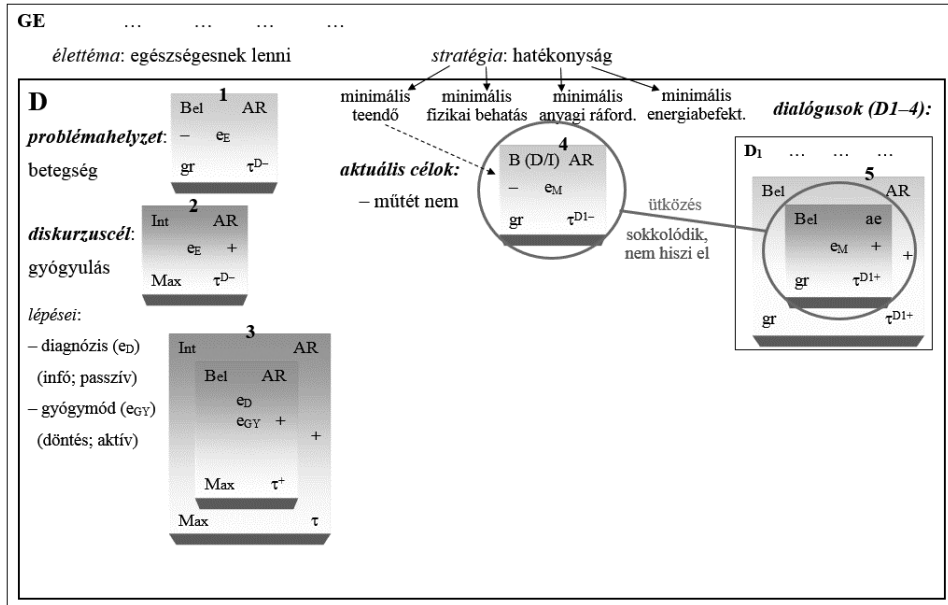 GE … … … …
élettéma: egészségesnek lenni
stratégia: hatékonyság
minimális teendő
minimális fizikai behatás
minimális anyagi ráford.
minimális energiabefekt.
D
problémahelyzet:
betegség
1
Bel AR
– eE
gr τD–
diskurzuscél:
gyógyulás
2
Int AR
eE +
Max τD–
lépései:
– diagnózis (eD)
(infó; passzív)
– gyógymód (eGY)
(döntés; aktív)
3
Int AR
Bel AR
eD
eGY +
+
Max τ+
Max τ
aktuális célok:
– műtét nem
4
B (D/I) AR
– eM
gr τD1–
ütközés
sokkolódik,
nem hiszi el
dialógusok (D1–4):
D1 … … …
5
Bel AR
Bel ae
eM +
+
gr τD1+
gr τD1+